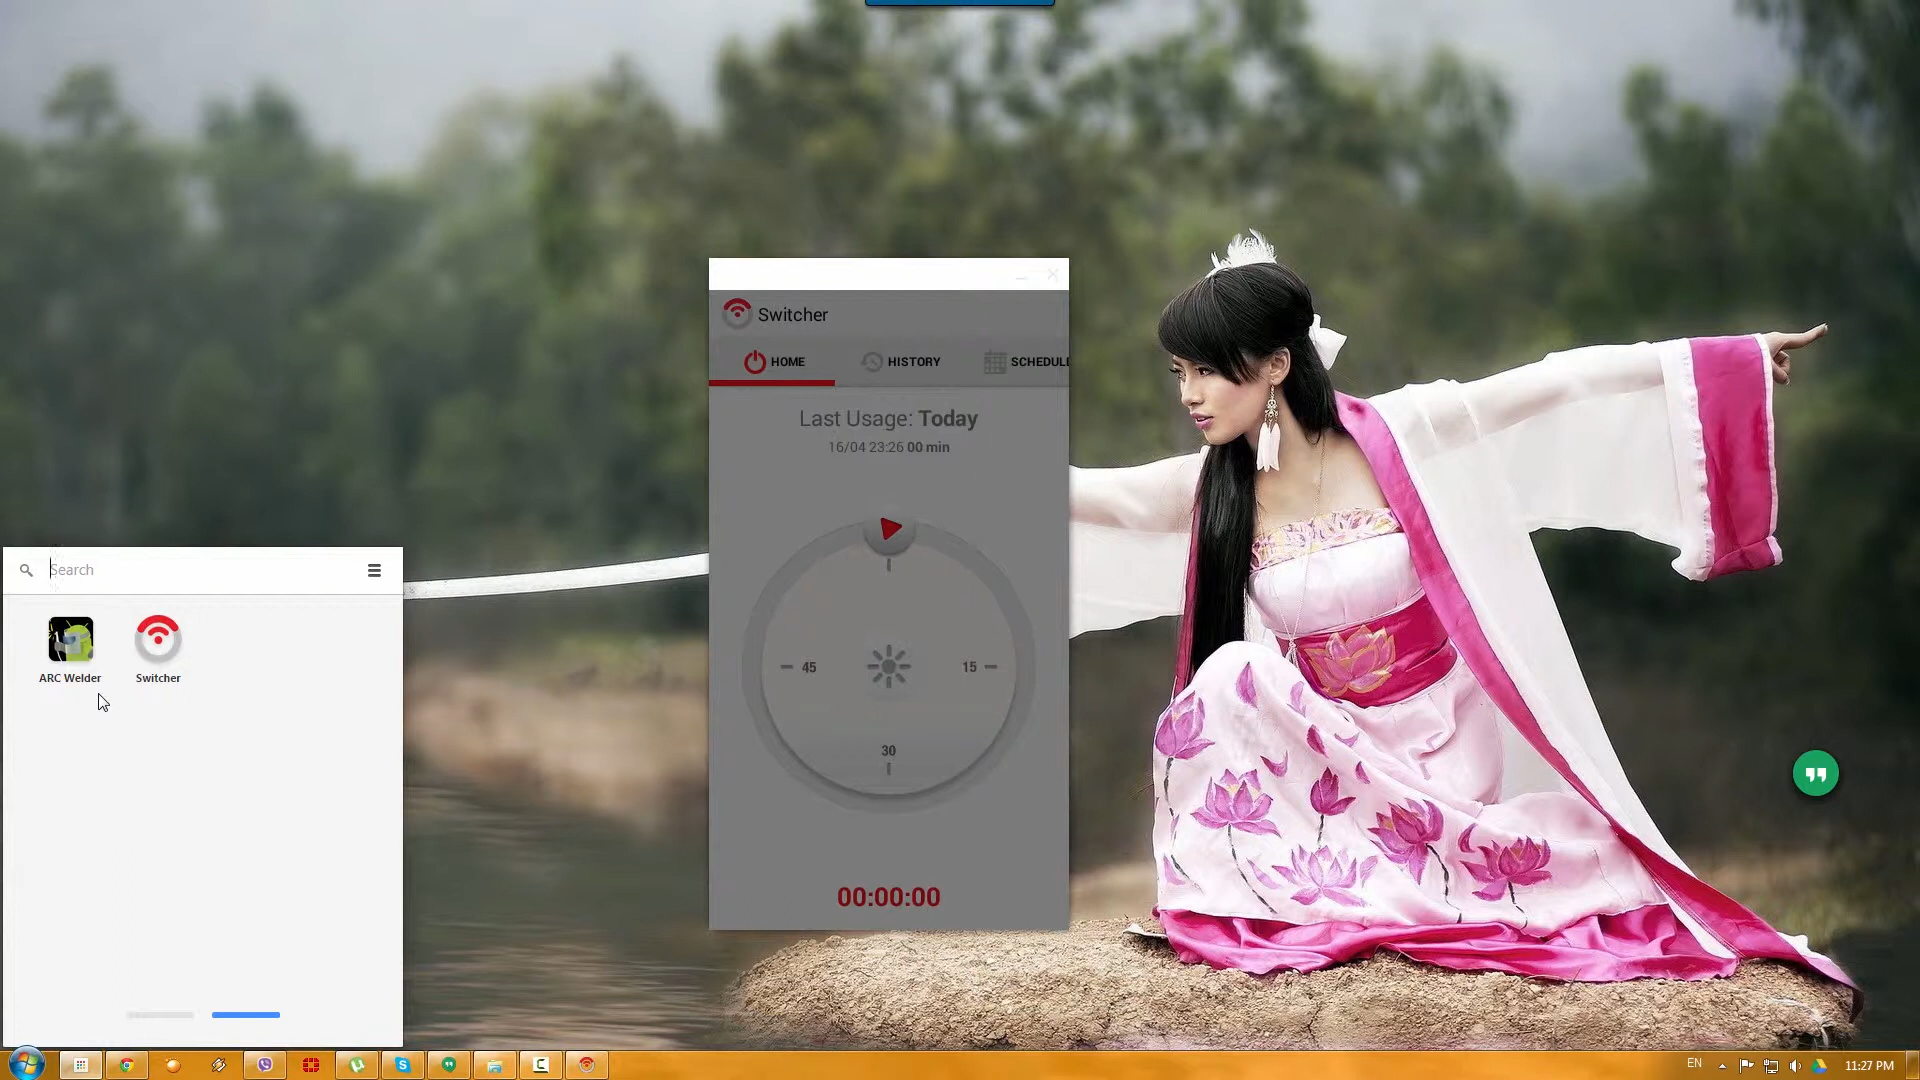 Switcher
HOME
HISTORY
SCHEDULE
Last Usage: Today
16/04 23:26 00 min
45
15
30
00:00:00
Search
ARC Welder
Switcher
EN
11:27 PM